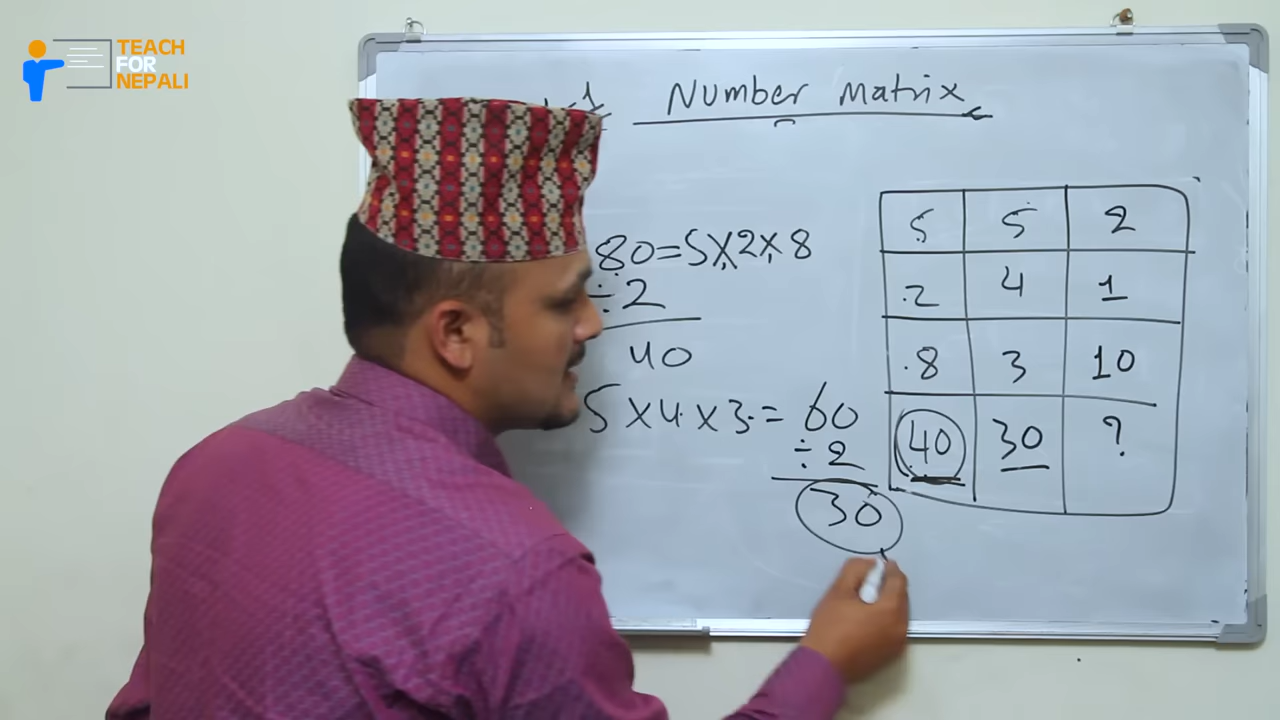 TEACH
FOR
NEPALI
1
Number Matrix
80=5×2×8
÷2
40
5×4×3=60
÷2
30
5 5 2
2 4 1
8 3 10
40 30 ?